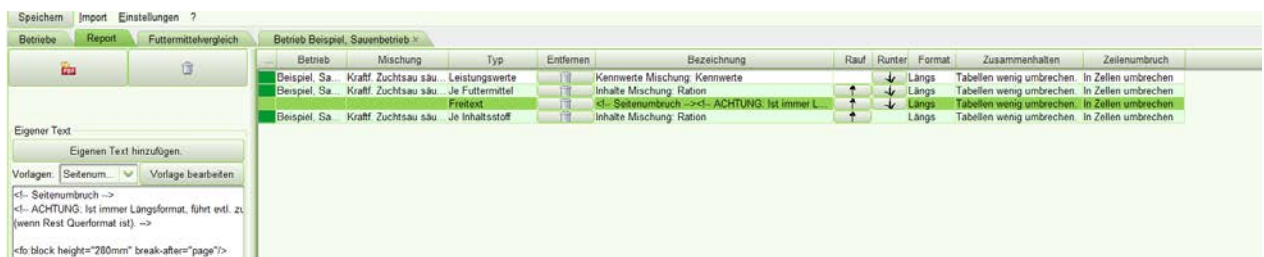 Speichern Import Einstellungen ?
Betriebe Report Futtermittelvergleich Betrieb Beispiel, Sauenbetrieb ×
... Betrieb Mischung Typ Entfernen Bezeichnung Rauf Runter Format Zusammenhalten Zeilenumbruch
Beispiel, Sa... Kraftf. Zuchtsau säu... Leistungswerte Kennwerte Mischung: Kennwerte Längs Tabellen wenig umbrechen. In Zellen umbrechen
Beispiel, Sa... Kraftf. Zuchtsau säu... Je Futtermittel Inhalte Mischung: Ration Längs Tabellen wenig umbrechen. In Zellen umbrechen
Freitext <!-- Seitenumbruch --><!-- ACHTUNG: Ist immer L... Längs Tabellen wenig umbrechen. In Zellen umbrechen
Beispiel, Sa... Kraftf. Zuchtsau säu... Je Inhaltsstoff Inhalte Mischung: Ration Längs Tabellen wenig umbrechen. In Zellen umbrechen
Eigener Text
Eigenen Text hinzufügen.
Vorlagen: Seitenum... Vorlage bearbeiten
<!-- Seitenumbruch -->
<!-- ACHTUNG: Ist immer Längsformat, führt evtl. zu
(wenn Rest Querformat ist). -->
<fo:block height="280mm" break-after="page"/>